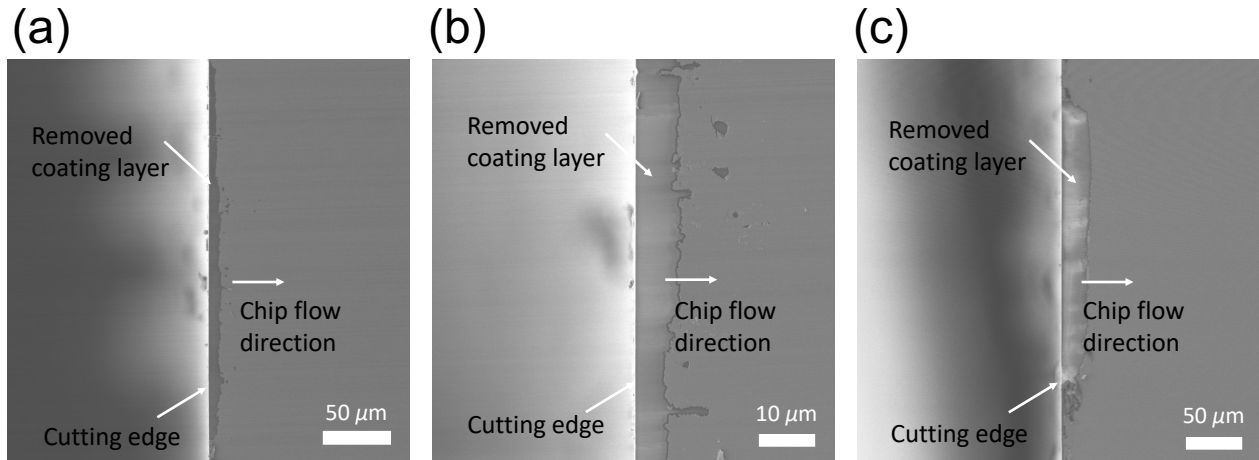 (a)
Removed
coating layer
Chip flow
direction
Cutting edge
50 µm
(b)
Removed
coating layer
Chip flow
direction
Cutting edge
10 µm
(c)
Removed
coating layer
Chip flow
direction
Cutting edge
50 µm